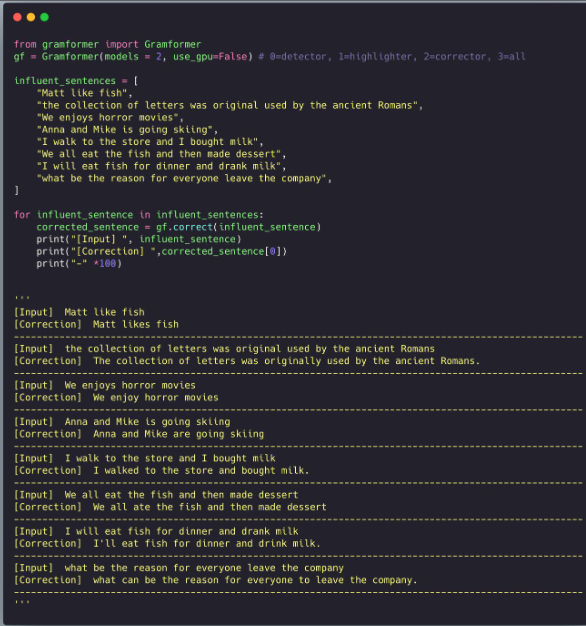 from gramformer import Gramformer
gf = Gramformer(models = 2, use_gpu=False) # 0=detector, 1=highlighter, 2=corrector, 3=all
influent_sentences = [
"Matt like fish",
"the collection of letters was original used by the ancient Romans",
"We enjoys horror movies",
"Anna and Mike is going skiing",
"I walk to the store and I bought milk",
"We all eat the fish and then made dessert",
"I will eat fish for dinner and drank milk",
"what be the reason for everyone leave the company",
]
for influent_sentence in influent_sentences:
corrected_sentence = gf.correct(influent_sentence)
print("[Input] ", influent_sentence)
print("[Correction] ",corrected_sentence[0])
print("-" *100)
'''
[Input] Matt like fish
[Correction] Matt likes fish
----------------------------------------------------------------------------------------------------
[Input] the collection of letters was original used by the ancient Romans
[Correction] The collection of letters was originally used by the ancient Romans.
----------------------------------------------------------------------------------------------------
[Input] We enjoys horror movies
[Correction] We enjoy horror movies
----------------------------------------------------------------------------------------------------
[Input] Anna and Mike is going skiing
[Correction] Anna and Mike are going skiing
----------------------------------------------------------------------------------------------------
[Input] I walk to the store and I bought milk
[Correction] I walked to the store and bought milk.
----------------------------------------------------------------------------------------------------
[Input] We all eat the fish and then made dessert
[Correction] We all ate the fish and then made dessert
----------------------------------------------------------------------------------------------------
[Input] I will eat fish for dinner and drank milk
[Correction] I'll eat fish for dinner and drink milk.
----------------------------------------------------------------------------------------------------
[Input] what be the reason for everyone leave the company
[Correction] what can be the reason for everyone to leave the company.
----------------------------------------------------------------------------------------------------
'''